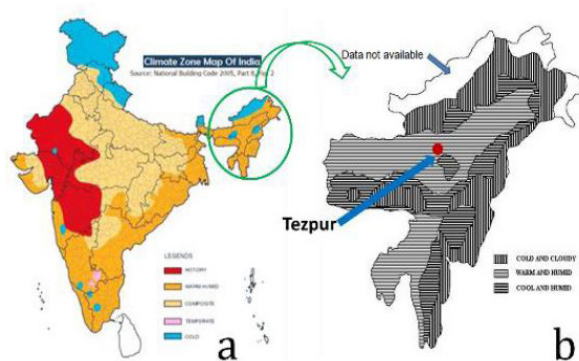 Climate Zone Map Of India
Source: National Building Code 2005, Part 8, Fig. 2
Data not available
Tezpur
LEGENDS
HOT-DRY
WARM-HUMID
COMPOSITE
TEMPERATE
COLD
COLD AND CLOUDY
WARM AND HUMID
COOL AND HUMID
a
b